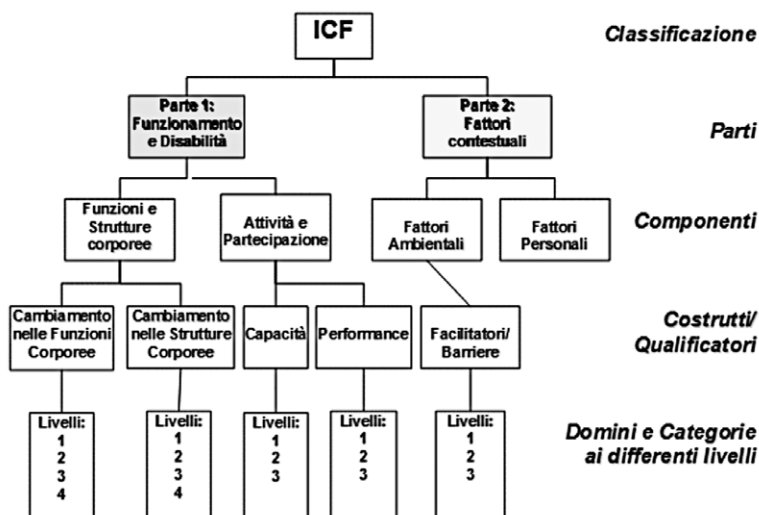 ICF
Classificazione
Parte 1:
Funzionamento
e Disabilità
Parte 2:
Fattori
contestuali
Parti
Funzioni e
Strutture
corporee
Attività e
Partecipazione
Fattori
Ambientali
Fattori
Personali
Componenti
Cambiamento
nelle Funzioni
Corporee
Cambiamento
nelle Strutture
Corporee
Capacità
Performance
Facilitatori/
Barriere
Costrutti/
Qualificatori
Livelli:
1
2
3
4
Livelli:
1
2
3
4
Livelli:
1
2
3
Livelli:
1
2
3
Livelli:
1
2
3
Domini e Categorie
ai differenti livelli